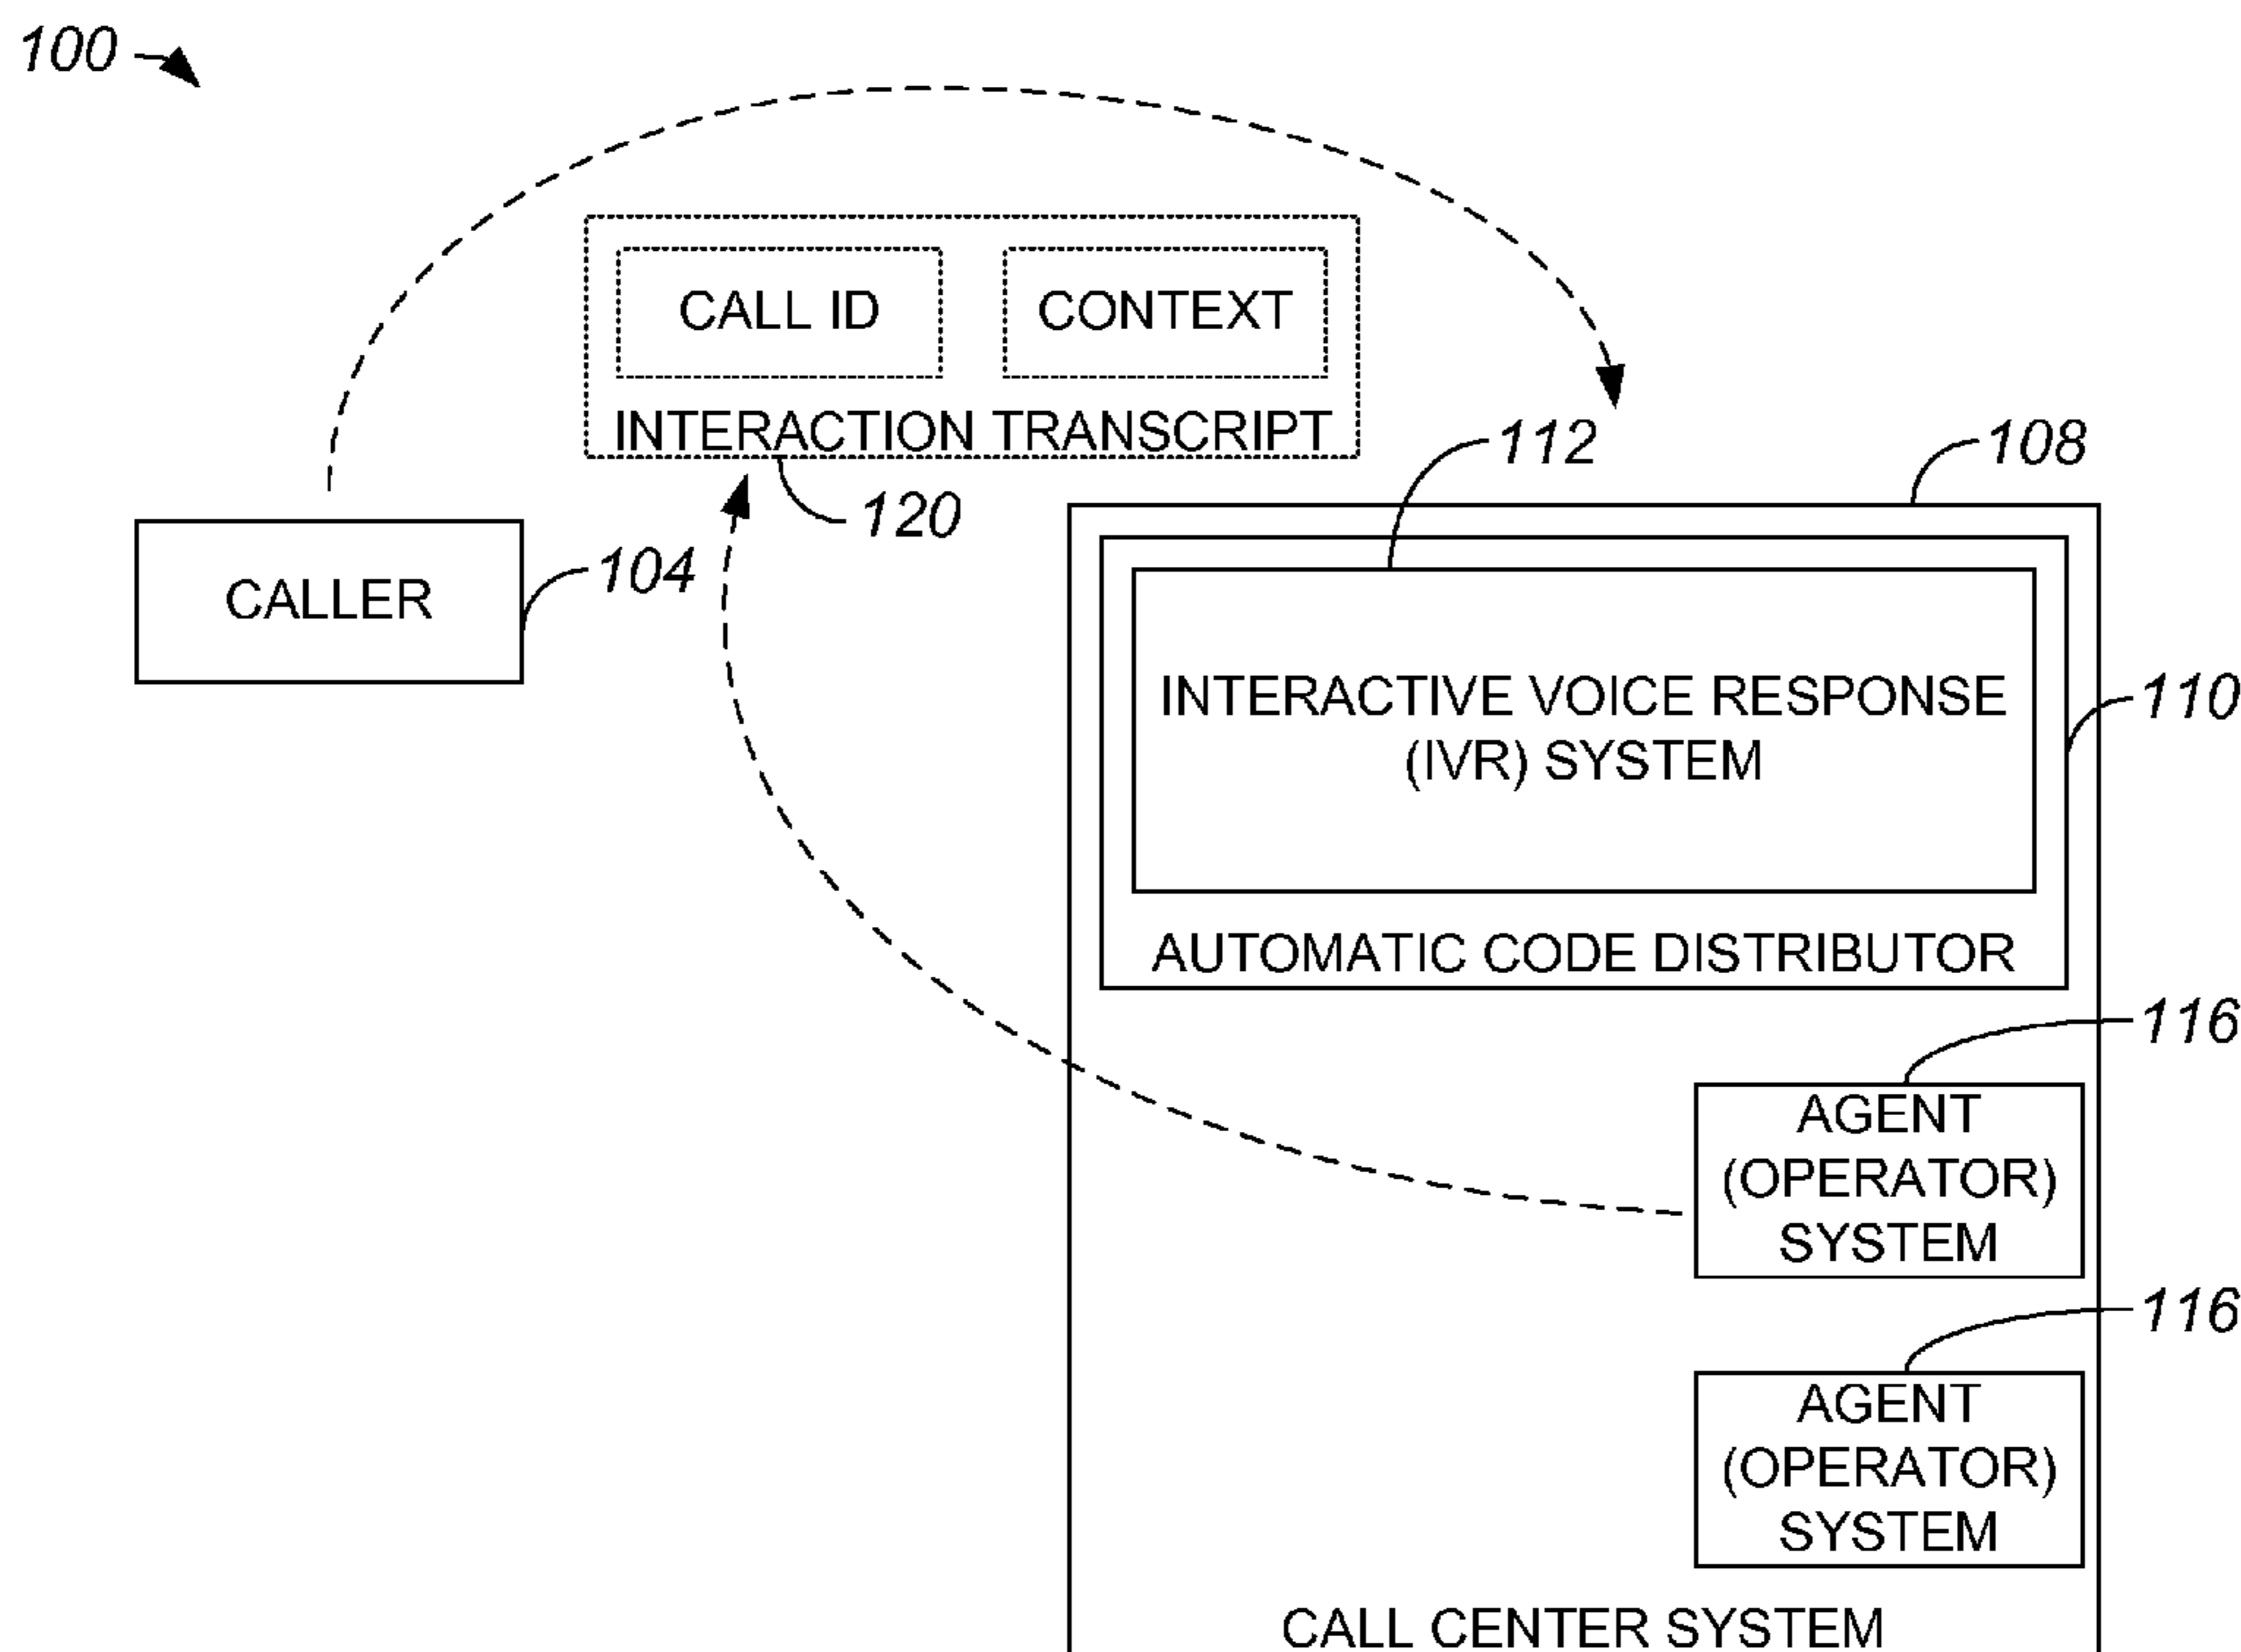 100
CALL ID
CONTEXT
INTERACTION TRANSCRIPT
112
108
120
CALLER
104
INTERACTIVE VOICE RESPONSE
(IVR) SYSTEM
110
AUTOMATIC CODE DISTRIBUTOR
116
AGENT
(OPERATOR)
SYSTEM
116
AGENT
(OPERATOR)
SYSTEM
CALL CENTER SYSTEM